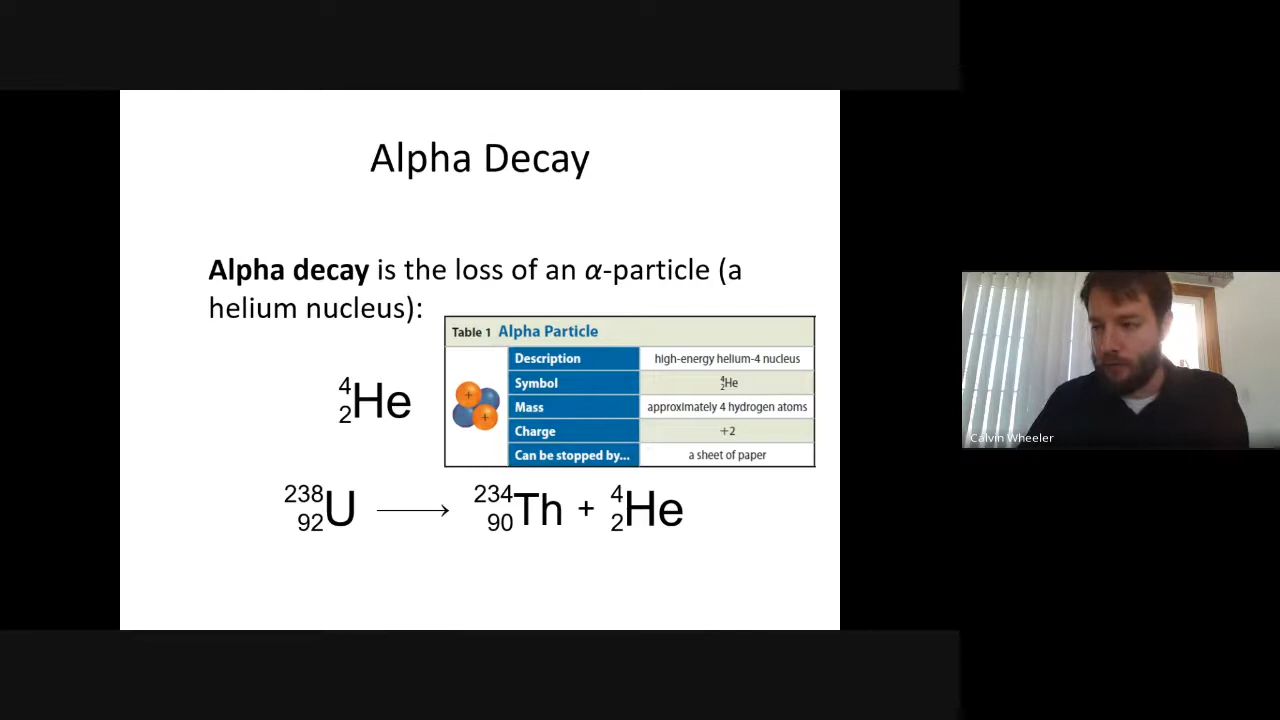 Alpha Decay
Alpha decay is the loss of an α-particle (a
helium nucleus):
Table 1 Alpha Particle
Description high-energy helium-4 nucleus
Symbol ⁴₂He
Mass approximately 4 hydrogen atoms
Charge +2
Can be stopped by... a sheet of paper
⁴₂He
+
+
²³⁸₉₂U ⟶ ²³⁴₉₀Th + ⁴₂He
Calvin Wheeler